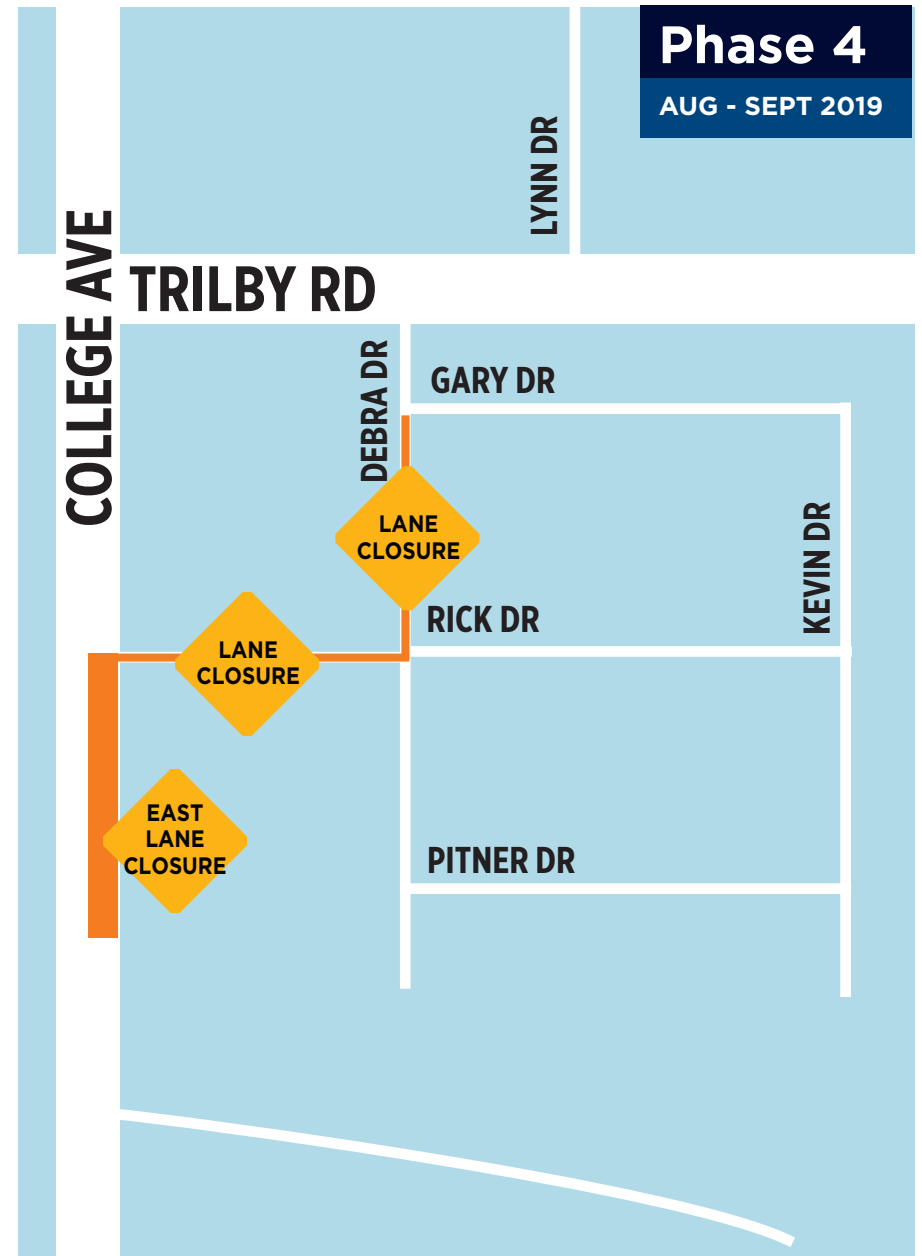 Phase 4
AUG - SEPT 2019
LYNN DR
COLLEGE AVE
TRILBY RD
DEBRA DR
GARY DR
LANE
CLOSURE
KEVIN DR
RICK DR
LANE
CLOSURE
EAST
LANE
CLOSURE
PITNER DR